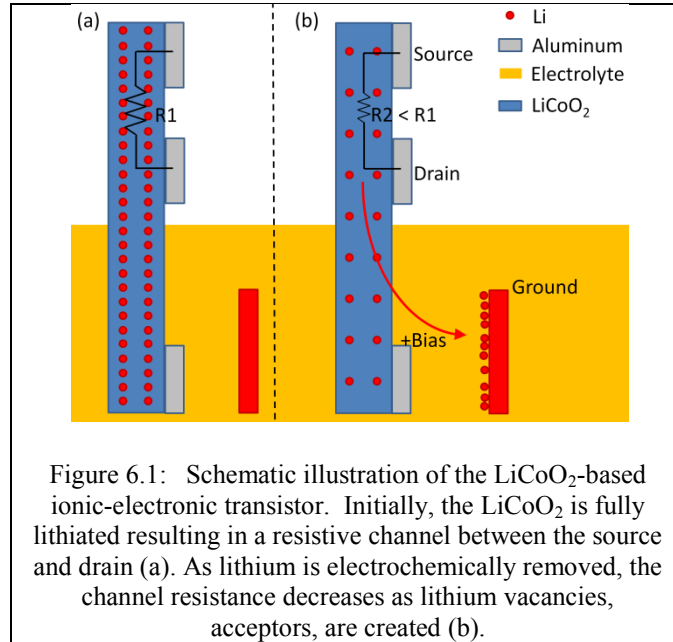 (a)
(b)
Li
Aluminum
Electrolyte
LiCoO₂
Source
R1
R2 < R1
Drain
Ground
+Bias
Figure 6.1: Schematic illustration of the LiCoO₂-based
ionic-electronic transistor. Initially, the LiCoO₂ is fully
lithiated resulting in a resistive channel between the source
and drain (a). As lithium is electrochemically removed, the
channel resistance decreases as lithium vacancies,
acceptors, are created (b).